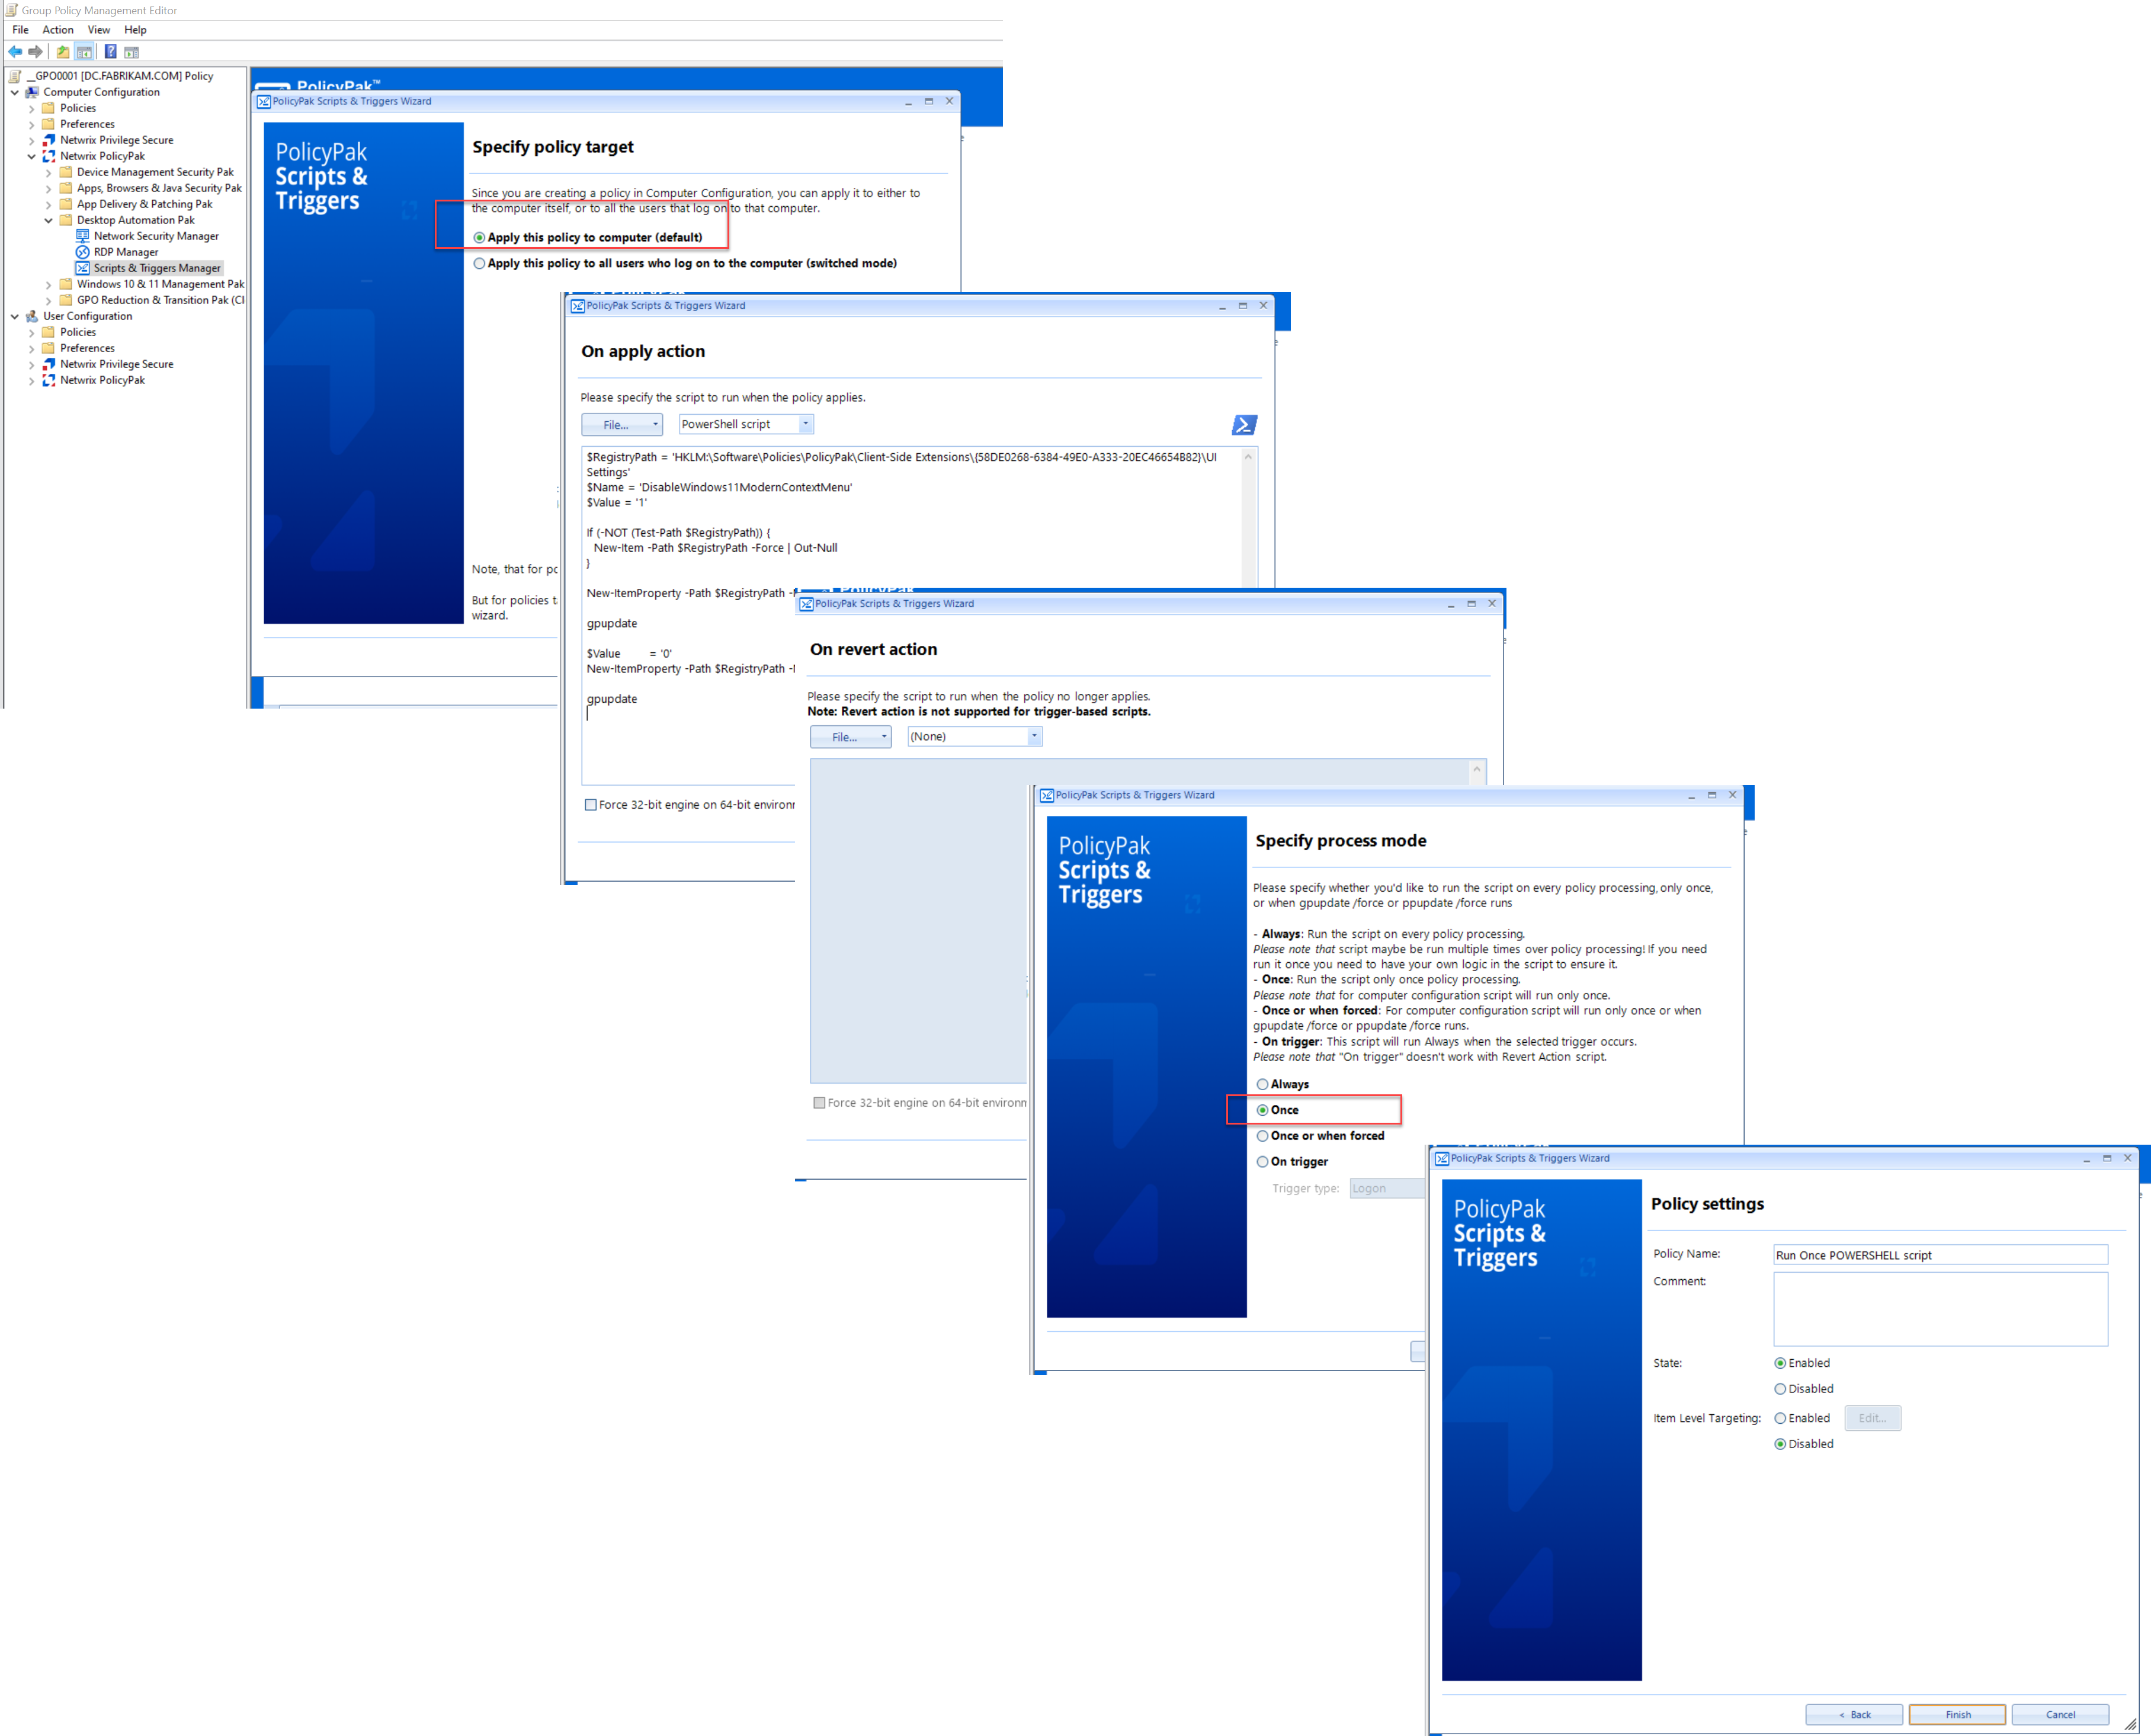 Group Policy Management Editor
File Action View Help
__GPO0001 [DC.FABRIKAM.COM] Policy
Computer Configuration
Policies
Preferences
Netwrix Privilege Secure
Netwrix PolicyPak
Device Management Security Pak
Apps, Browsers & Java Security Pak
App Delivery & Patching Pak
Desktop Automation Pak
Network Security Manager
RDP Manager
Scripts & Triggers Manager
Windows 10 & 11 Management Pak
GPO Reduction & Transition Pak (Cl
User Configuration
Policies
Preferences
Netwrix Privilege Secure
Netwrix PolicyPak
PolicyPak™
PolicyPak Scripts & Triggers Wizard
PolicyPak
Scripts &
Triggers
Specify policy target
Since you are creating a policy in Computer Configuration, you can apply it to either to
the computer itself, or to all the users that log on to that computer.
Apply this policy to computer (default)
Apply this policy to all users who log on to the computer (switched mode)
Note, that for po
But for policies t
wizard.
PolicyPak Scripts & Triggers Wizard
On apply action
Please specify the script to run when the policy applies.
File... PowerShell script
$RegistryPath = 'HKLM:\Software\Policies\PolicyPak\Client-Side Extensions\{58DE0268-6384-49E0-A333-20EC46654B82}\UI
Settings'
$Name = 'DisableWindows11ModernContextMenu'
$Value = '1'
If (-NOT (Test-Path $RegistryPath)) {
New-Item -Path $RegistryPath -Force | Out-Null
}
New-ItemProperty -Path $RegistryPath -
gpupdate
$Value = '0'
New-ItemProperty -Path $RegistryPath -
gpupdate
Force 32-bit engine on 64-bit environ
PolicyPak
PolicyPak Scripts & Triggers Wizard
On revert action
Please specify the script to run when the policy no longer applies.
Note: Revert action is not supported for trigger-based scripts.
File... (None)
Force 32-bit engine on 64-bit environ
PolicyPak Scripts & Triggers Wizard
PolicyPak
Scripts &
Triggers
Specify process mode
Please specify whether you'd like to run the script on every policy processing, only once,
or when gpupdate /force or ppupdate /force runs
- Always: Run the script on every policy processing.
Please note that script maybe be run multiple times over policy processing! If you need
run it once you need to have your own logic in the script to ensure it.
- Once: Run the script only once policy processing.
Please note that for computer configuration script will run only once.
- Once or when forced: For computer configuration script will run only once or when
gpupdate /force or ppupdate /force runs.
- On trigger: This script will run Always when the selected trigger occurs.
Please note that "On trigger" doesn't work with Revert Action script.
Always
Once
Once or when forced
On trigger
Trigger type: Logon
PolicyPak Scripts & Triggers Wizard
PolicyPak
Scripts &
Triggers
Policy settings
Policy Name: Run Once POWERSHELL script
Comment:
State: Enabled
Disabled
Item Level Targeting: Enabled Edit...
Disabled
< Back Finish Cancel